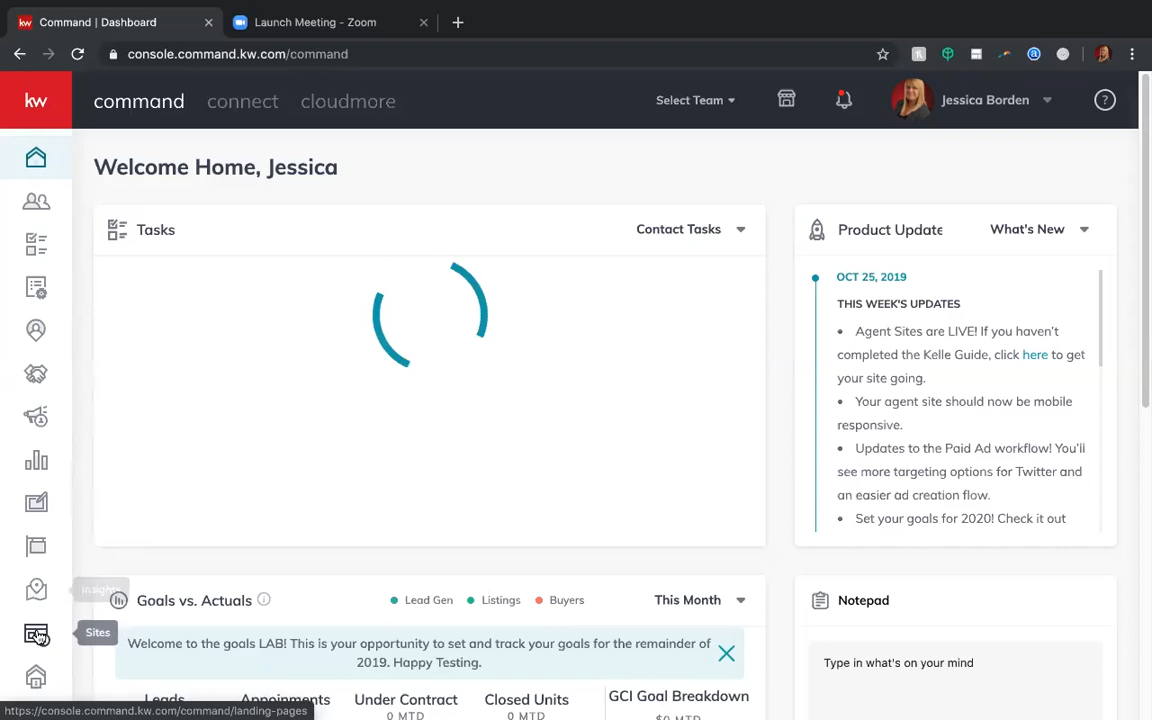 kw Command | Dashboard
Launch Meeting - Zoom
console.command.kw.com/command
kw command connect cloudmore
Select Team
Jessica Borden
?
Welcome Home, Jessica
Tasks
Contact Tasks
Product Update
What's New
OCT 25, 2019
THIS WEEK'S UPDATES
• Agent Sites are LIVE! If you haven't
completed the Kelle Guide, click here to get
your site going.
• Your agent site should now be mobile
responsive.
• Updates to the Paid Ad workflow! You'll
see more targeting options for Twitter and
an easier ad creation flow.
• Set your goals for 2020! Check it out
Insights
Sites
Goals vs. Actuals
Lead Gen
Listings
Buyers
This Month
Welcome to the goals LAB! This is your opportunity to set and track your goals for the remainder of
2019. Happy Testing.
Leads
Appointments
Under Contract
0 MTD
Closed Units
0 MTD
GCI Goal Breakdown
$0 MTD
Notepad
Type in what's on your mind
https://console.command.kw.com/command/landing-pages